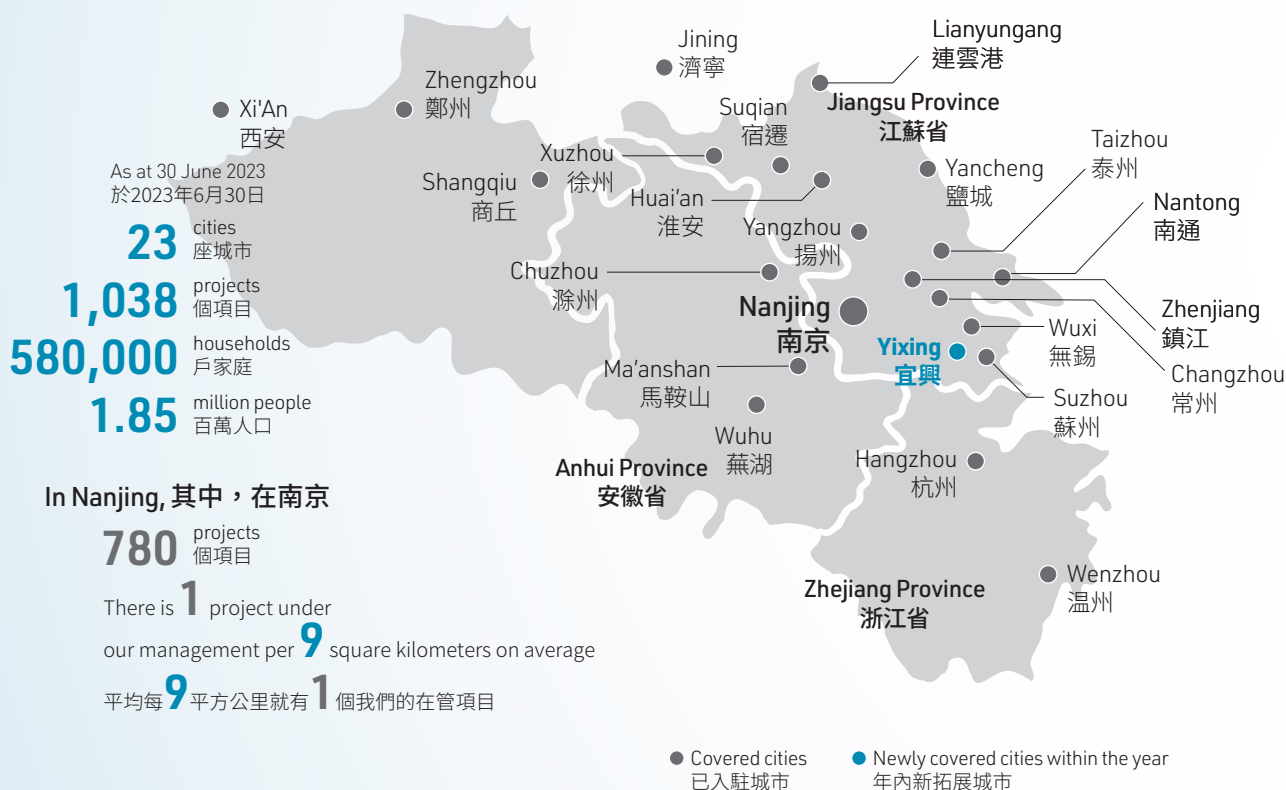 Lianyungang
連雲港
Jining
濟寧
Zhengzhou
鄭州
Xi'An
西安
Suqian
宿遷
Jiangsu Province
江蘇省
Taizhou
泰州
Xuzhou
徐州
Yancheng
鹽城
As at 30 June 2023
於2023年6月30日
Shangqiu
商丘
Huai'an
淮安
Nantong
南通
23 cities
座城市
Yangzhou
揚州
Chuzhou
滁州
1,038 projects
個項目
Nanjing
南京
Zhenjiang
鎮江
Wuxi
無錫
580,000 households
戶家庭
Yixing
宜興
Ma'anshan
馬鞍山
Changzhou
常州
Suzhou
蘇州
1.85 million people
百萬人口
Wuhu
蕪湖
Hangzhou
杭州
Anhui Province
安徽省
In Nanjing, 其中，在南京
780 projects
個項目
Wenzhou
温州
Zhejiang Province
浙江省
There is 1 project under
our management per 9 square kilometers on average
平均每9平方公里就有1個我們的在管項目
Covered cities
已入駐城市
Newly covered cities within the year
年內新拓展城市